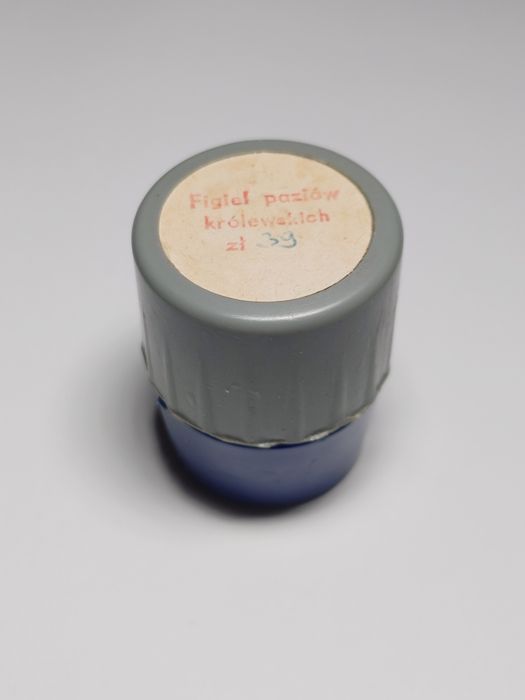 Figiel paziów
królewskich
zł 39